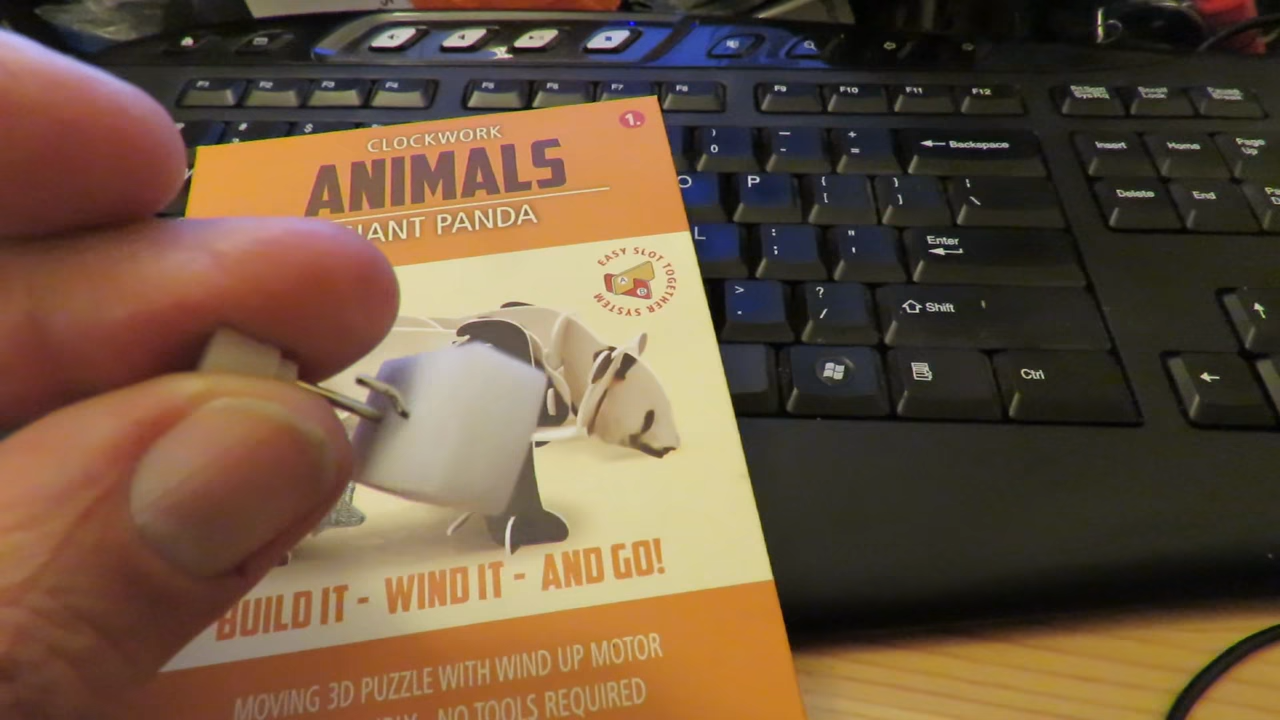 F1 F2 F3 F4 F5 F6 F7 F8 F9 F10 F11 F12
1.
CLOCKWORK
ANIMALS
GIANT PANDA
EASY SLOT TOGETHER SYSTEM
A
B
BUILD IT - WIND IT - AND GO!
MOVING 3D PUZZLE WITH WIND UP MOTOR
NO TOOLS REQUIRED
) 0 - + = Backspace Insert Home Page Up
O P { [ } ] \ Delete End
L : ; " ' Enter
> . ? / Shift
Ctrl